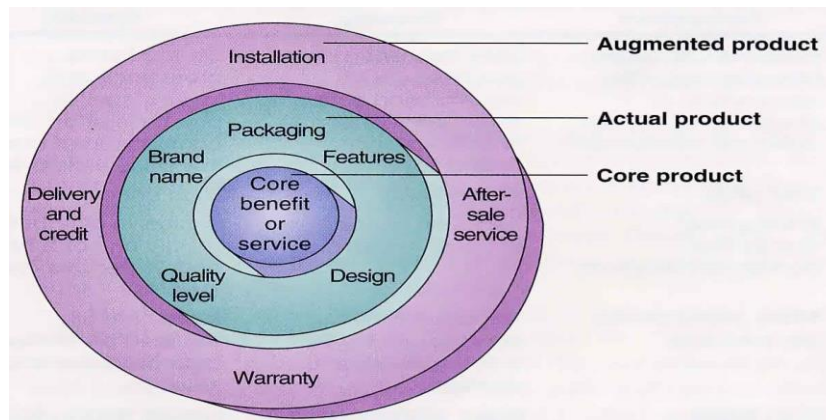 Installation
Augmented product
Packaging
Actual product
Brand
name
Features
Core product
Core
benefit
or
service
Delivery
and
credit
After-
sale
service
Quality
level
Design
Warranty